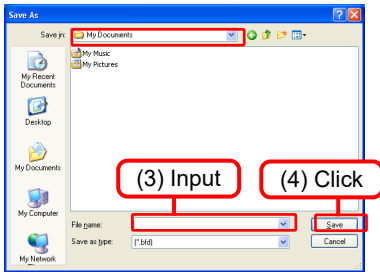 Save As
Save in:
My Documents
My Recent
Documents
Desktop
My Documents
My Computer
My Network
My Music
My Pictures
(3) Input
(4) Click
File name:
Save
Save as type:
(*.bfd)
Cancel